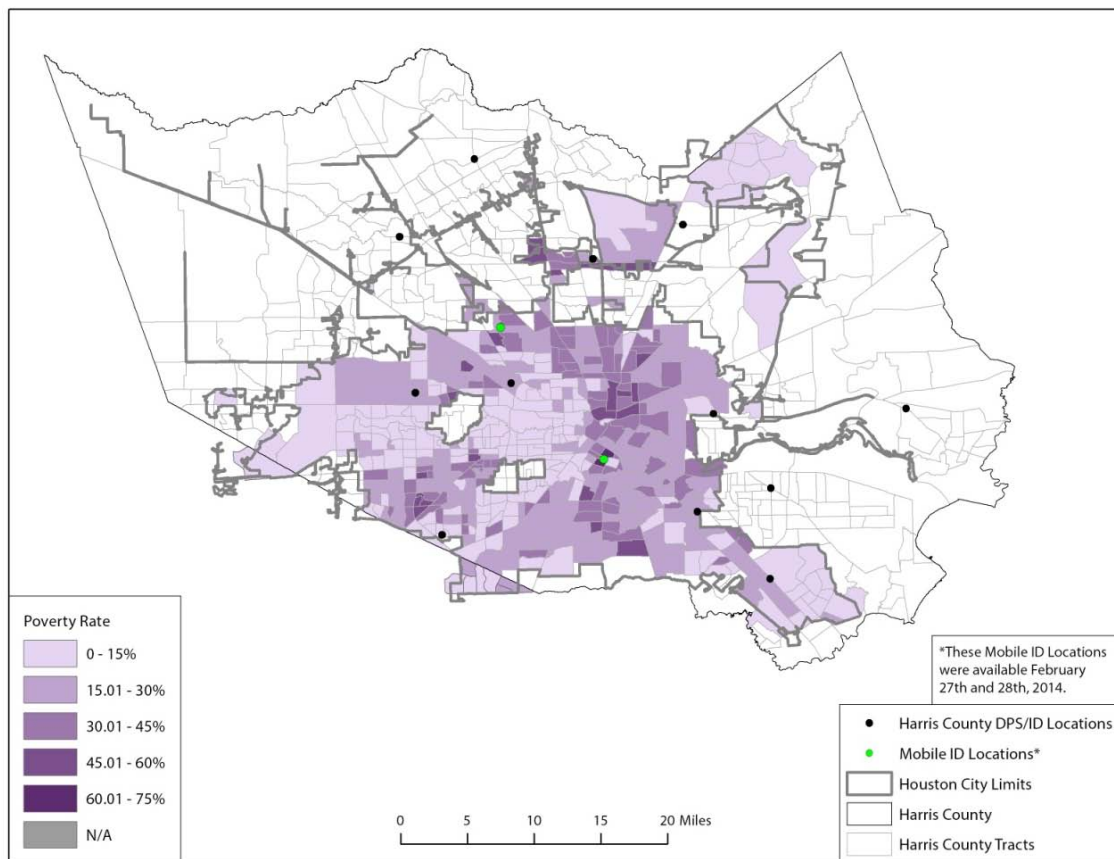 Poverty Rate
0 - 15%
15.01 - 30%
30.01 - 45%
45.01 - 60%
60.01 - 75%
N/A
0 5 10 15 20 Miles
*These Mobile ID Locations
were available February
27th and 28th, 2014.
Harris County DPS/ID Locations
Mobile ID Locations*
Houston City Limits
Harris County
Harris County Tracts